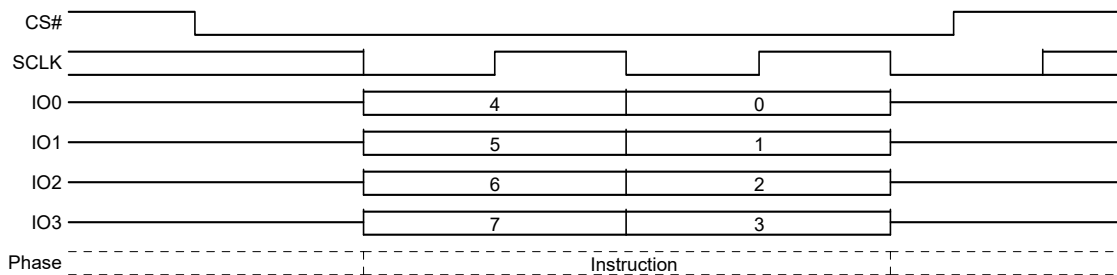 CS#
SCLK
IO0 4 0
IO1 5 1
IO2 6 2
IO3 7 3
Phase Instruction